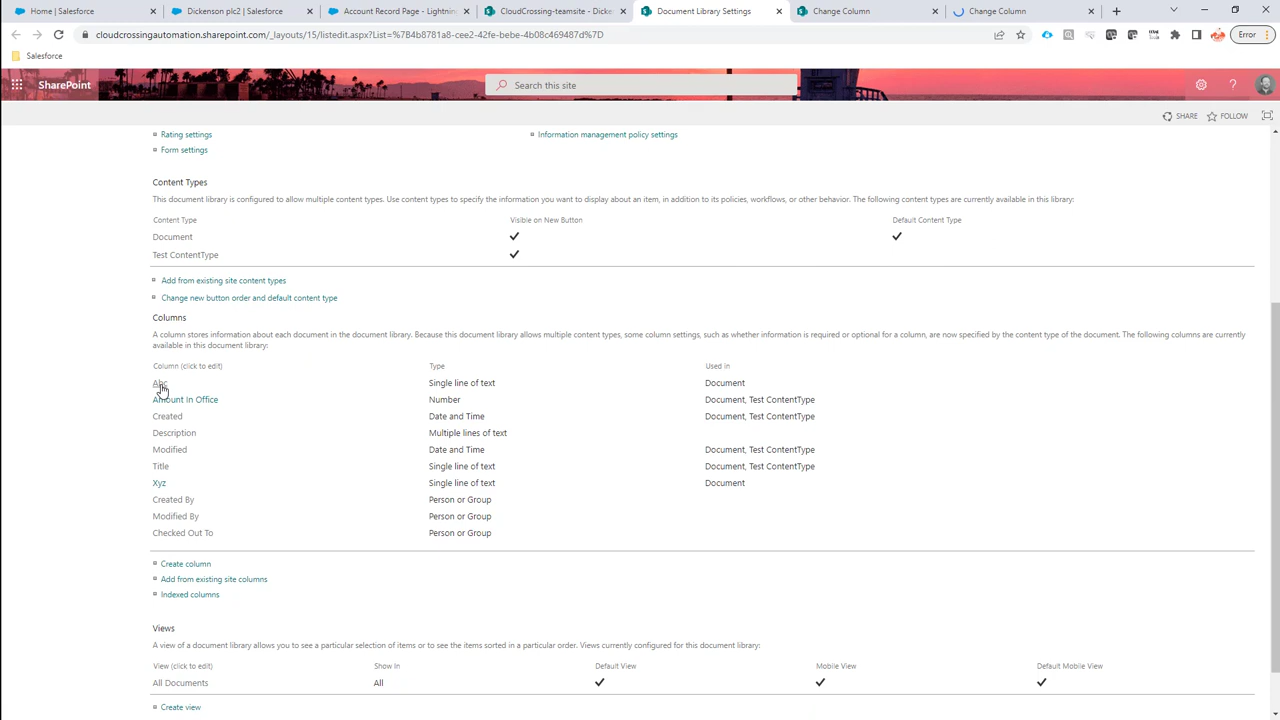 Home | Salesforce
Dickenson plc2 | Salesforce
Account Record Page - Lightning
CloudCrossing-teamsite - Dicke
Document Library Settings
Change Column
Change Column
cloudcrossingautomation.sharepoint.com/_layouts/15/listedit.aspx?List=%7B4b8781a8-cee2-42fe-bebe-4b08c469487d%7D
Error
Salesforce
SharePoint
Search this site
SHARE
FOLLOW
Rating settings
Information management policy settings
Form settings
Content Types
This document library is configured to allow multiple content types. Use content types to specify the information you want to display about an item, in addition to its policies, workflows, or other behavior. The following content types are currently available in this library:
Content Type Visible on New Button Default Content Type
Document
Test ContentType
Add from existing site content types
Change new button order and default content type
Columns
A column stores information about each document in the document library. Because this document library allows multiple content types, some column settings, such as whether information is required or optional for a column, are now specified by the content type of the document. The following columns are currently
available in this document library:
Column (click to edit) Type Used in
Abc Single line of text Document
Amount In Office Number Document, Test ContentType
Created Date and Time Document, Test ContentType
Description Multiple lines of text
Modified Date and Time Document, Test ContentType
Title Single line of text Document, Test ContentType
Xyz Single line of text Document
Created By Person or Group
Modified By Person or Group
Checked Out To Person or Group
Create column
Add from existing site columns
Indexed columns
Views
A view of a document library allows you to see a particular selection of items or to see the items sorted in a particular order. Views currently configured for this document library:
View (click to edit) Show In Default View Mobile View Default Mobile View
All Documents All
Create view